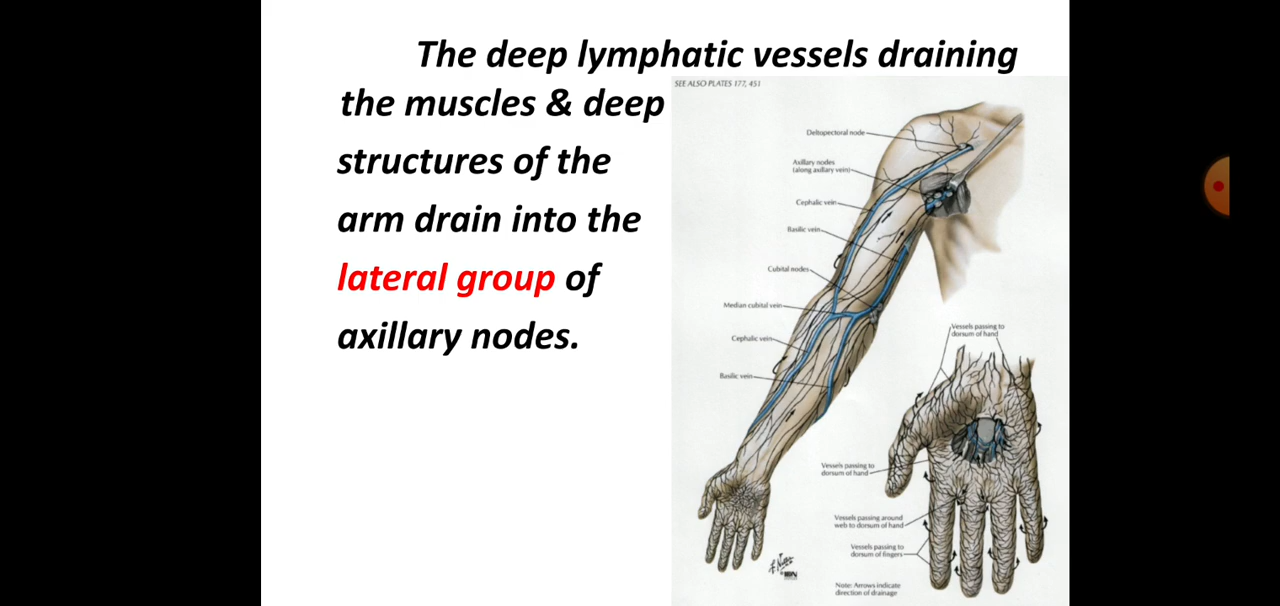 The deep lymphatic vessels draining
the muscles & deep
structures of the
arm drain into the
lateral group of
axillary nodes.
SEE ALSO PLATES 177, 451
Deltopectoral node
Axillary nodes
(along axillary vein)
Cephalic vein
Basilic vein
Cubital nodes
Median cubital vein
Cephalic vein
Basilic vein
Vessels passing to
dorsum of hand
Vessels passing to
dorsum of hand
Vessels passing around
web to dorsum of hand
Vessels passing to
dorsum of fingers
Note: Arrows indicate
direction of drainage